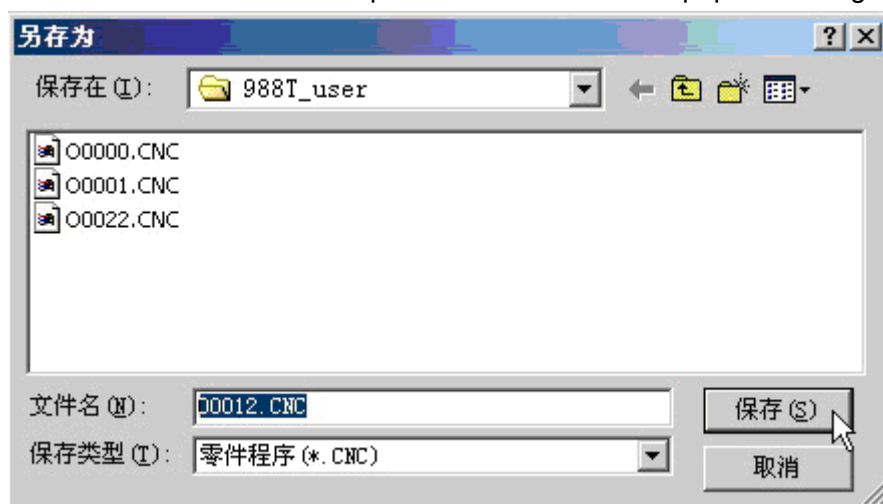 另存为
保存在(I):
988T_user
O0000.CNC
O0001.CNC
O0022.CNC
文件名(N):
O0012.CNC
保存(S)
保存类型(T):
零件程序(*.CNC)
取消